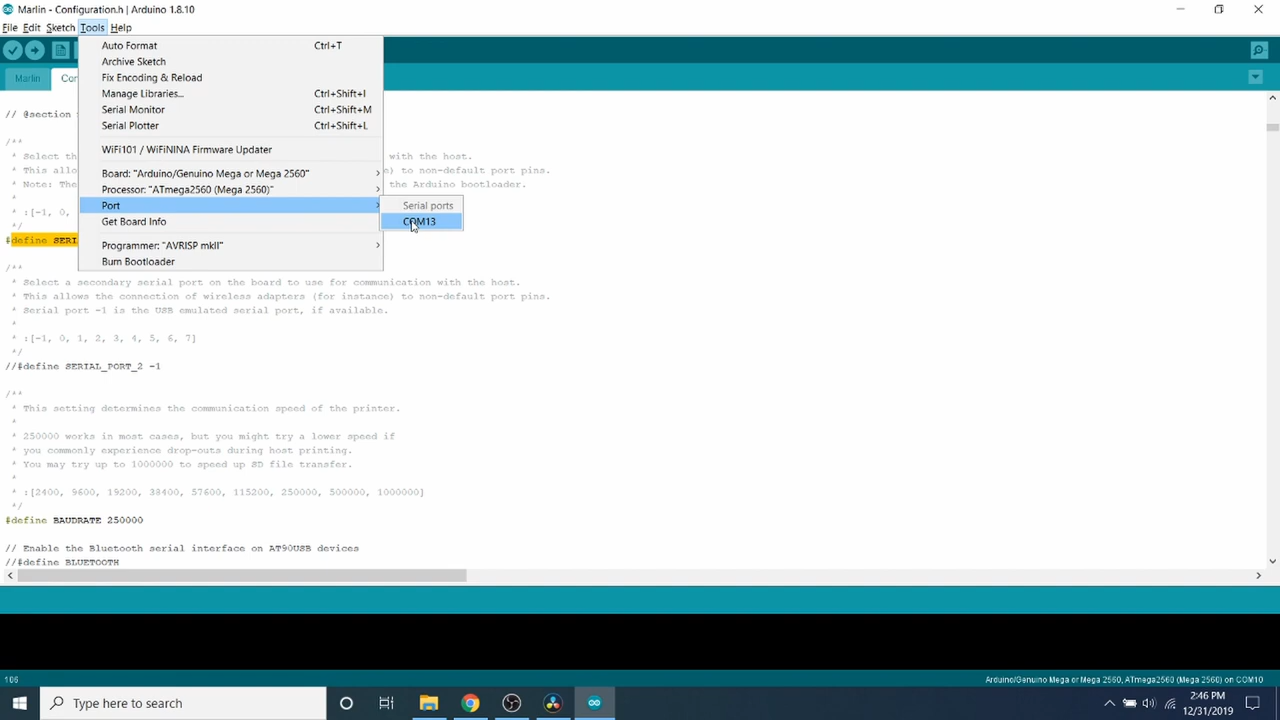 Marlin - Configuration.h | Arduino 1.8.10
File Edit Sketch Tools Help
Auto Format Ctrl+T
Archive Sketch
Fix Encoding & Reload
Manage Libraries... Ctrl+Shift+I
Serial Monitor Ctrl+Shift+M
Serial Plotter Ctrl+Shift+L
WiFi101 / WiFiNINA Firmware Updater
Board: "Arduino/Genuino Mega or Mega 2560"
Processor: "ATmega2560 (Mega 2560)"
Port
Get Board Info
Programmer: "AVRISP mkII"
Burn Bootloader
Serial ports
COM13
Marlin
Cor
// @section
/**
* Select th with the host.
* This allo e) to non-default port pins.
* Note: The the Arduino bootloader.
*
* :[-1, 0,
#define SERI
/**
* Select a secondary serial port on the board to use for communication with the host.
* This allows the connection of wireless adapters (for instance) to non-default port pins.
* Serial port -1 is the USB emulated serial port, if available.
*
* :[-1, 0, 1, 2, 3, 4, 5, 6, 7]
*/
//#define SERIAL_PORT_2 -1
/**
* This setting determines the communication speed of the printer.
*
* 250000 works in most cases, but you might try a lower speed if
* you commonly experience drop-outs during host printing.
* You may try up to 1000000 to speed up SD file transfer.
*
* :[2400, 9600, 19200, 38400, 57600, 115200, 250000, 500000, 1000000]
*/
#define BAUDRATE 250000
// Enable the Bluetooth serial interface on AT90USB devices
//#define BLUETOOTH
106
Arduino/Genuino Mega or Mega 2560, ATmega2560 (Mega 2560) on COM10
Type here to search
2:46 PM
12/31/2019